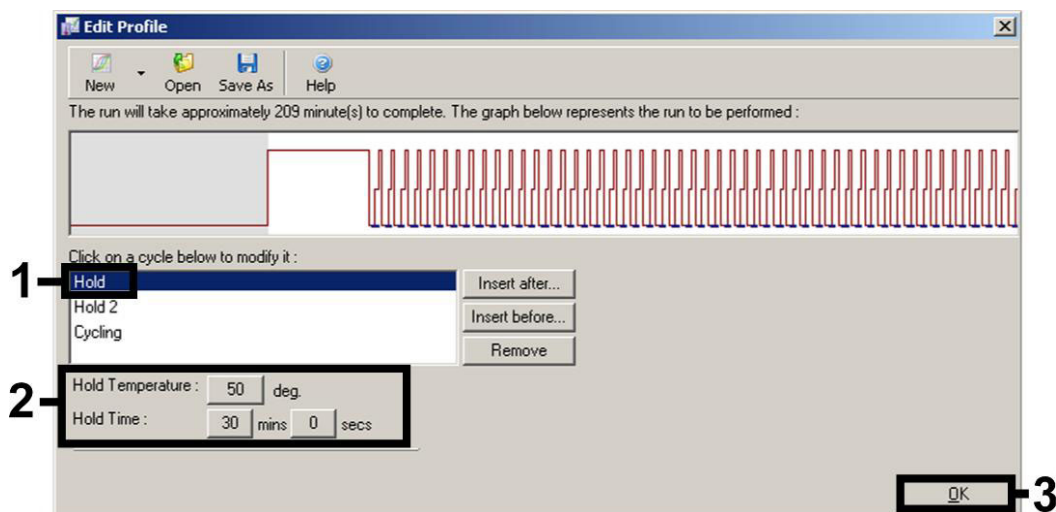 Edit Profile
New Open Save As Help
The run will take approximately 209 minute(s) to complete. The graph below represents the run to be performed :
Click on a cycle below to modify it :
1 Hold Insert after...
Hold 2 Insert before...
Cycling
Remove
2
Hold Temperature : 50 deg.
Hold Time : 30 mins 0 secs
OK 3